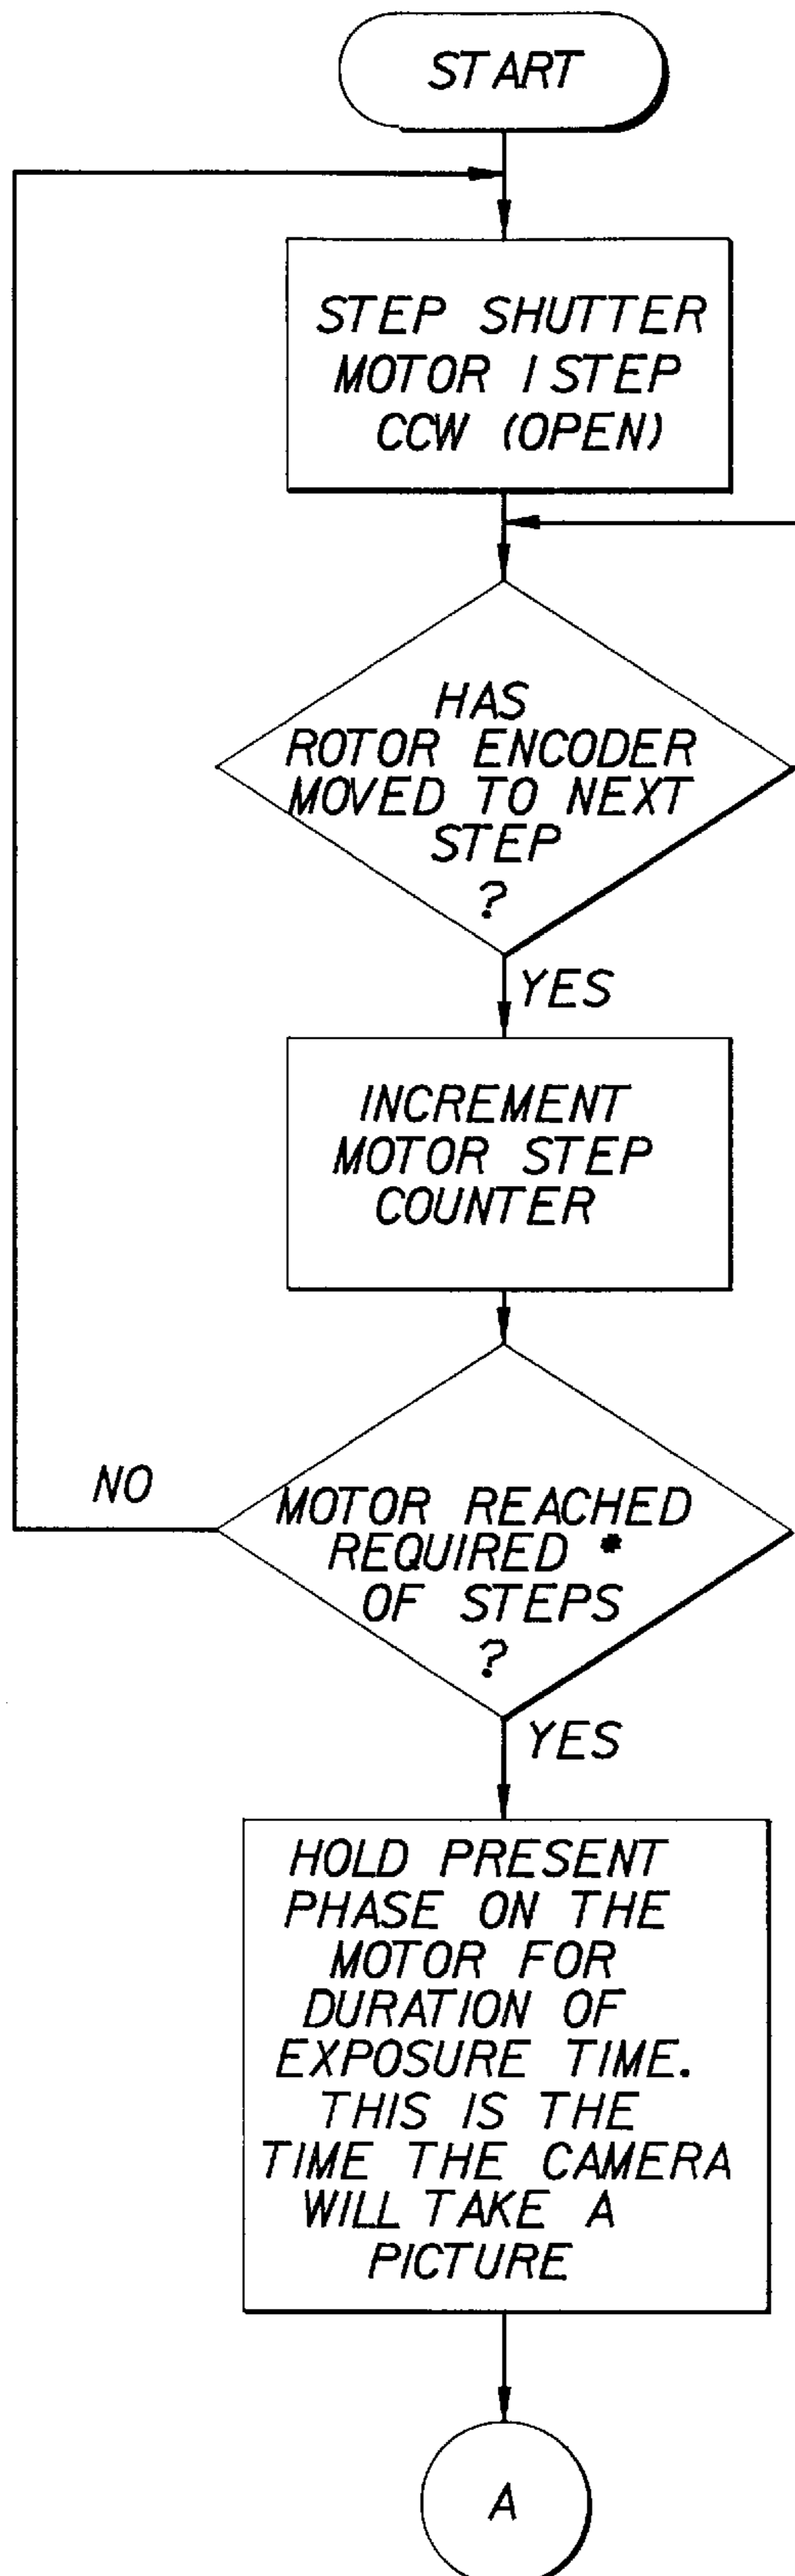 START
STEP SHUTTER
MOTOR 1 STEP
CCW (OPEN)
HAS
ROTOR ENCODER
MOVED TO NEXT
STEP
?
YES
INCREMENT
MOTOR STEP
COUNTER
NO
MOTOR REACHED
REQUIRED #
OF STEPS
?
YES
HOLD PRESENT
PHASE ON THE
MOTOR FOR
DURATION OF
EXPOSURE TIME.
THIS IS THE
TIME THE CAMERA
WILL TAKE A
PICTURE
A